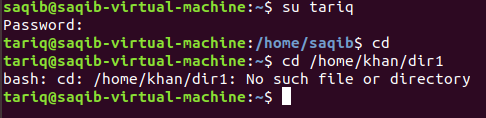 saqib@saqib-virtual-machine:~$ su tariq
Password:
tariq@saqib-virtual-machine:/home/saqib$ cd
tariq@saqib-virtual-machine:~$ cd /home/khan/dir1
bash: cd: /home/khan/dir1: No such file or directory
tariq@saqib-virtual-machine:~$